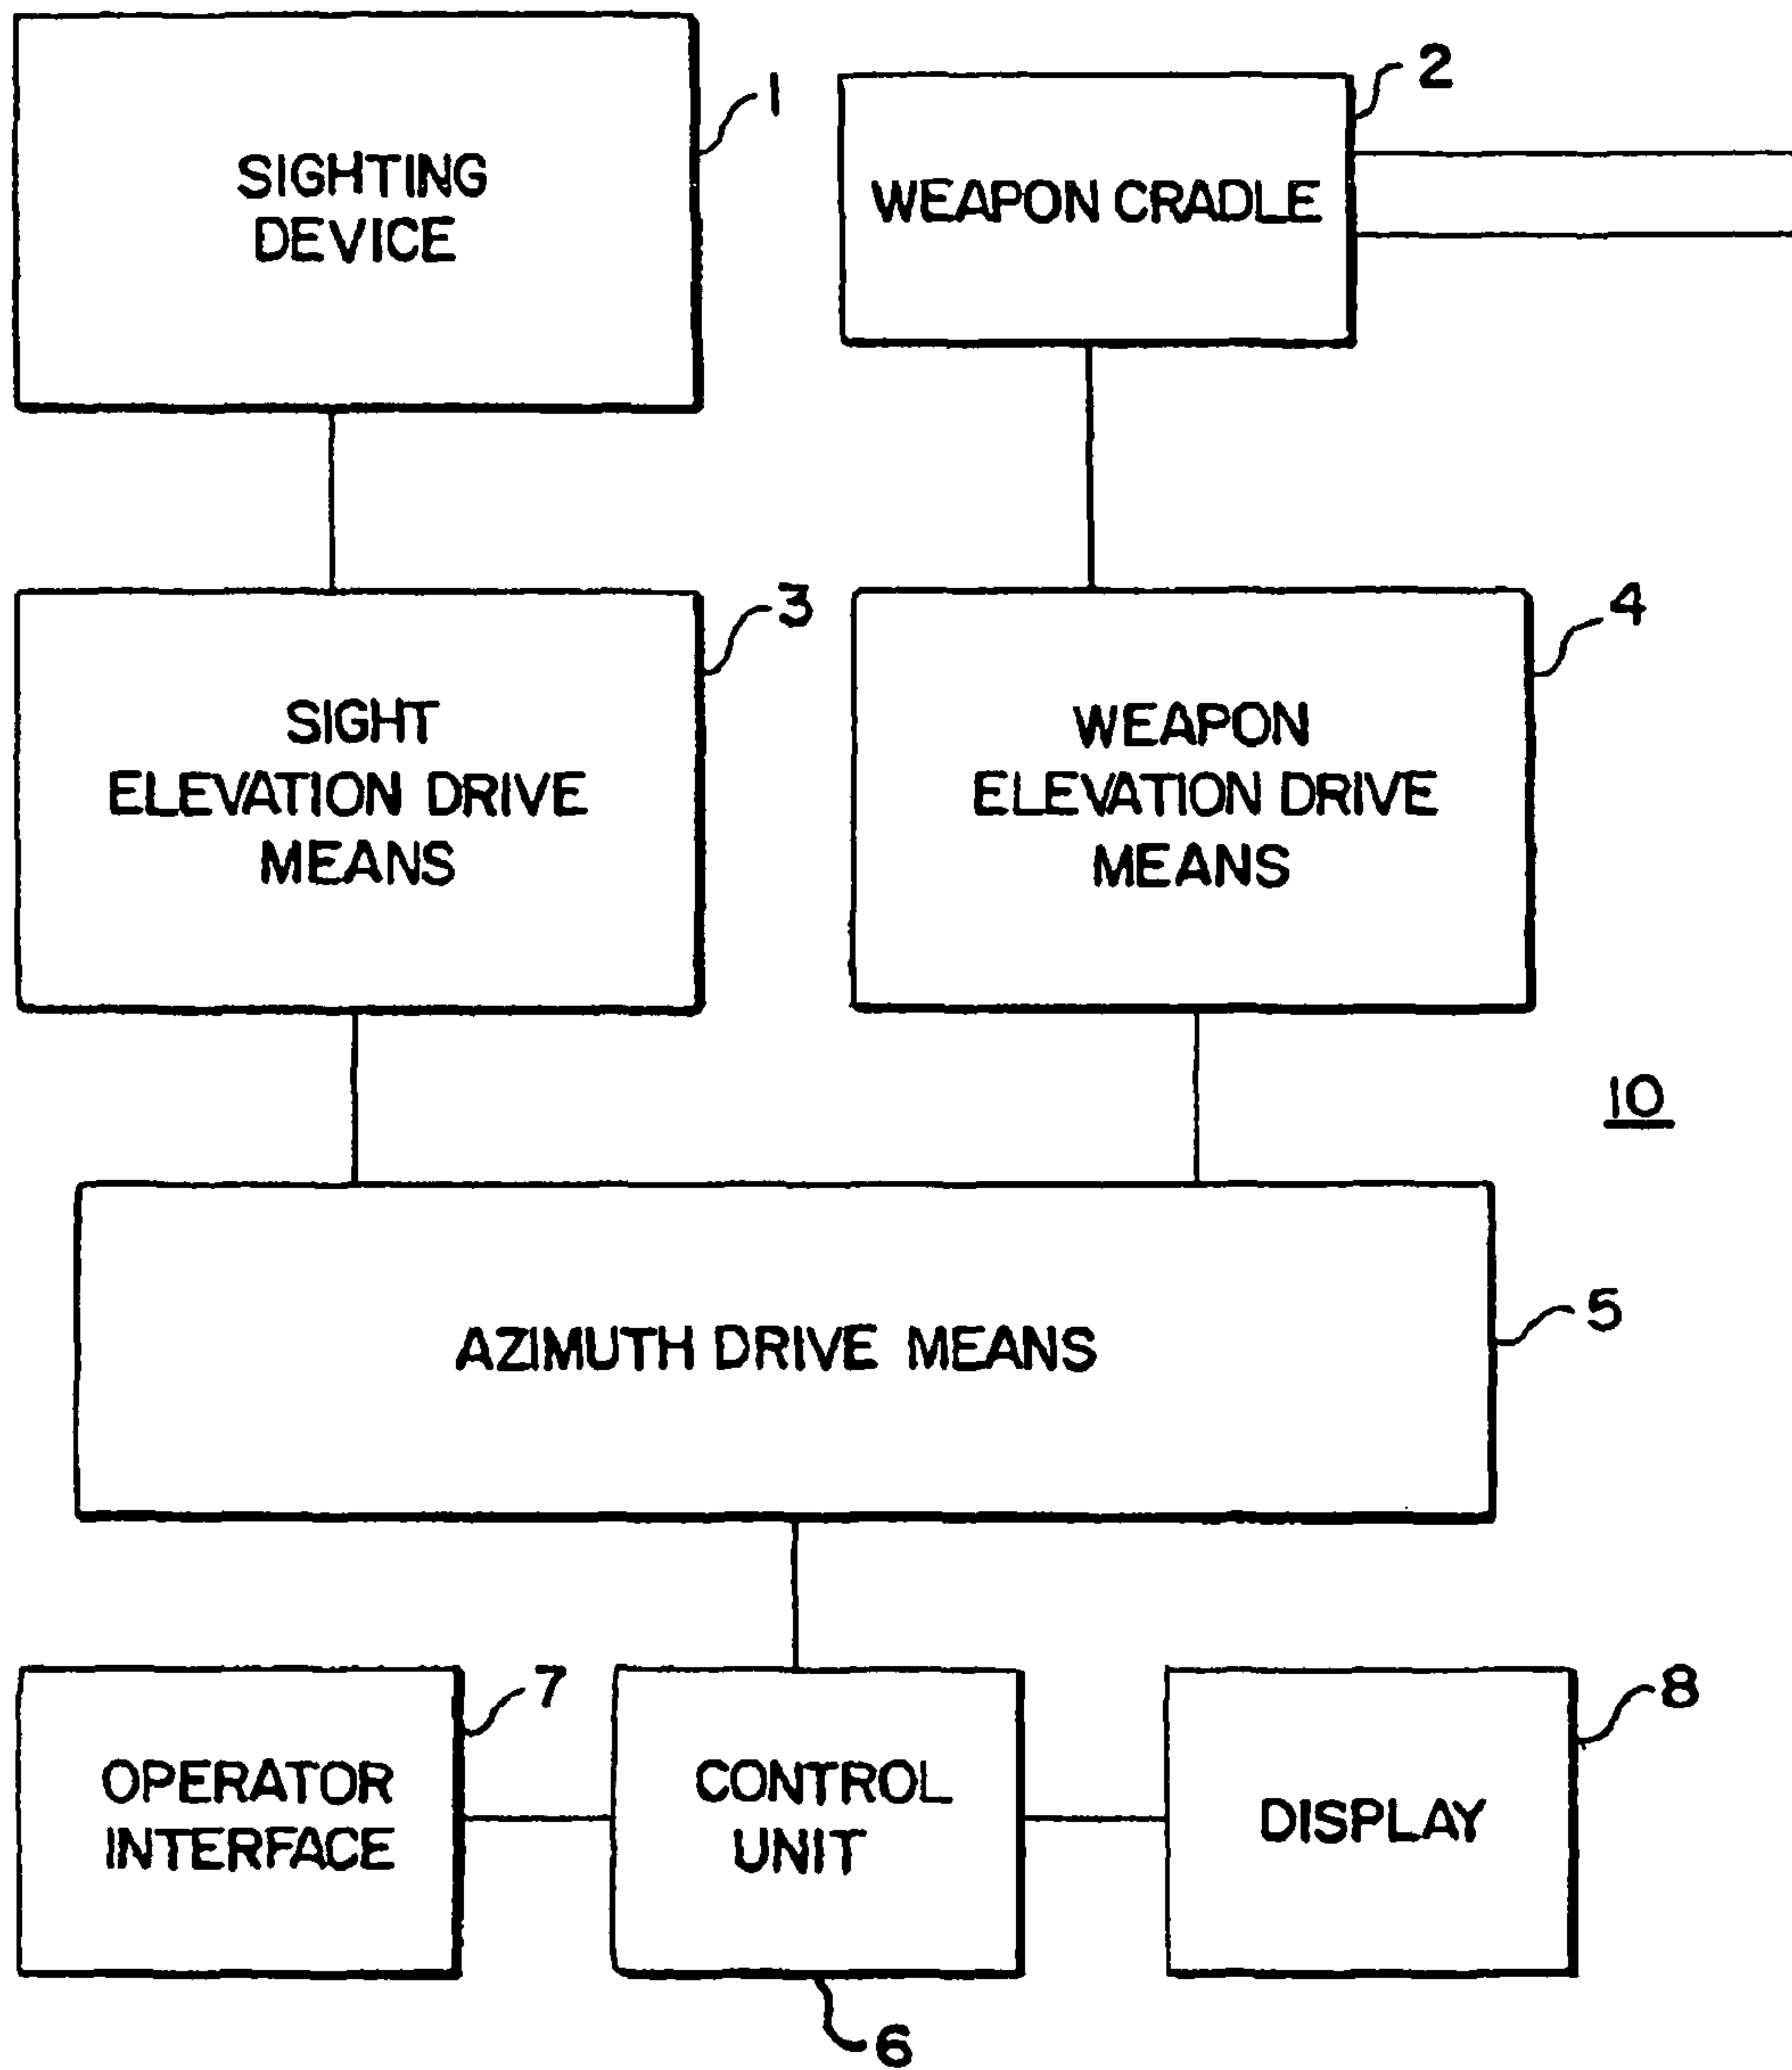 1
2
SIGHTING
DEVICE
WEAPON CRADLE
3
4
SIGHT
ELEVATION DRIVE
MEANS
WEAPON
ELEVATION DRIVE
MEANS
10
5
AZIMUTH DRIVE MEANS
7
8
OPERATOR
INTERFACE
CONTROL
UNIT
DISPLAY
6